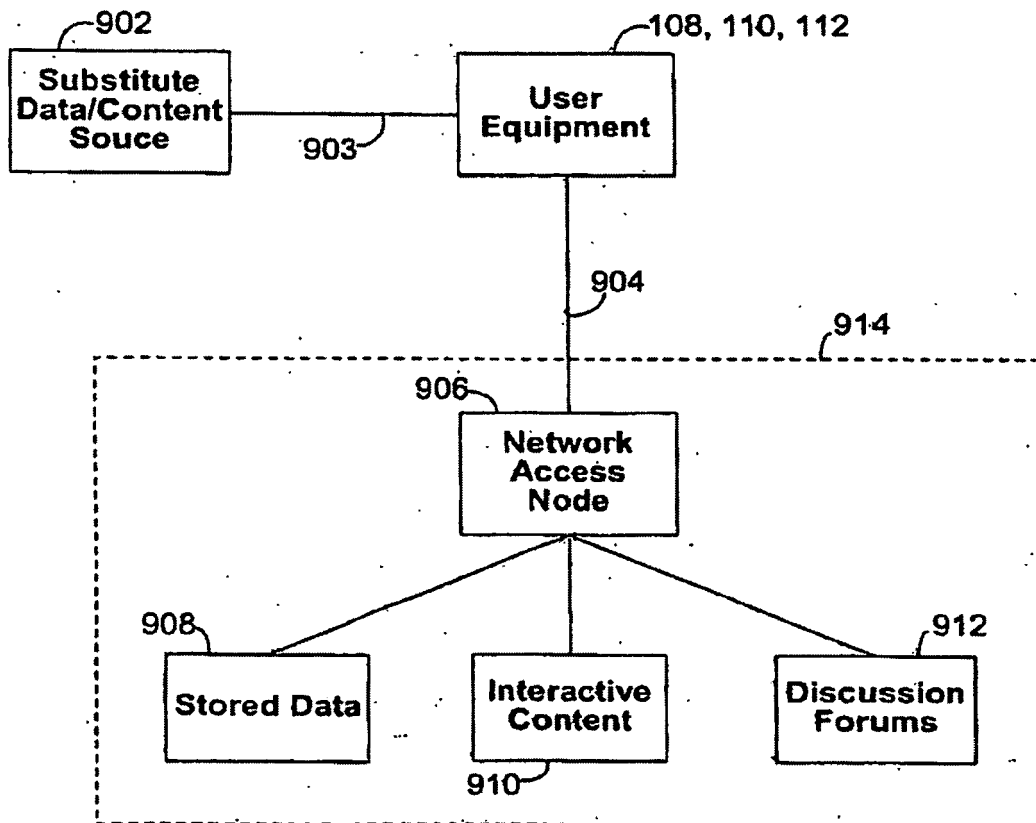 902
108, 110, 112
Substitute
Data/Content
Souce
User
Equipment
903
904
914
906
Network
Access
Node
908
912
Stored Data
Interactive
Content
Discussion
Forums
910